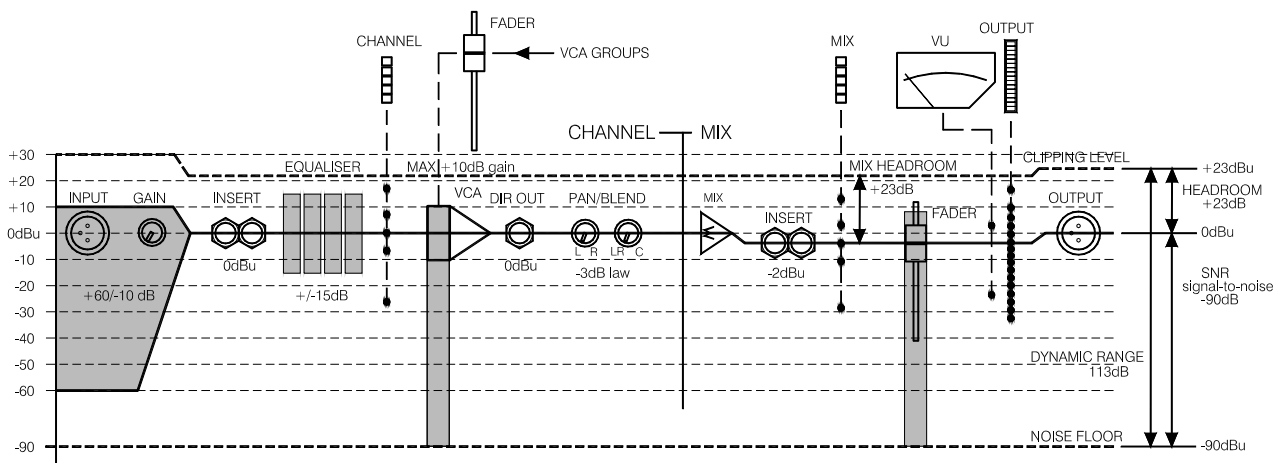 FADER
CHANNEL
VCA GROUPS
MIX
VU
OUTPUT
CHANNEL
MIX
+30
+20
+10
0dBu
-10
-20
-30
-40
-50
-60
-90
EQUALISER
MAX +10dB gain
MIX HEADROOM
+23dB
CLIPPING LEVEL
+23dBu
HEADROOM
+23dB
0dBu
INPUT
GAIN
INSERT
VCA
DIR OUT
PAN/BLEND
MIX
INSERT
FADER
OUTPUT
L R LR C
0dBu
0dBu
-3dB law
-2dBu
+60/-10 dB
+/-15dB
SNR
signal-to-noise
-90dB
DYNAMIC RANGE
113dB
NOISE FLOOR
-90dBu